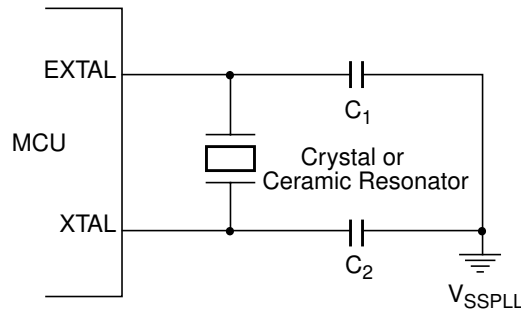 EXTAL
C1
MCU
Crystal or
Ceramic Resonator
XTAL
C2
VSSPLL